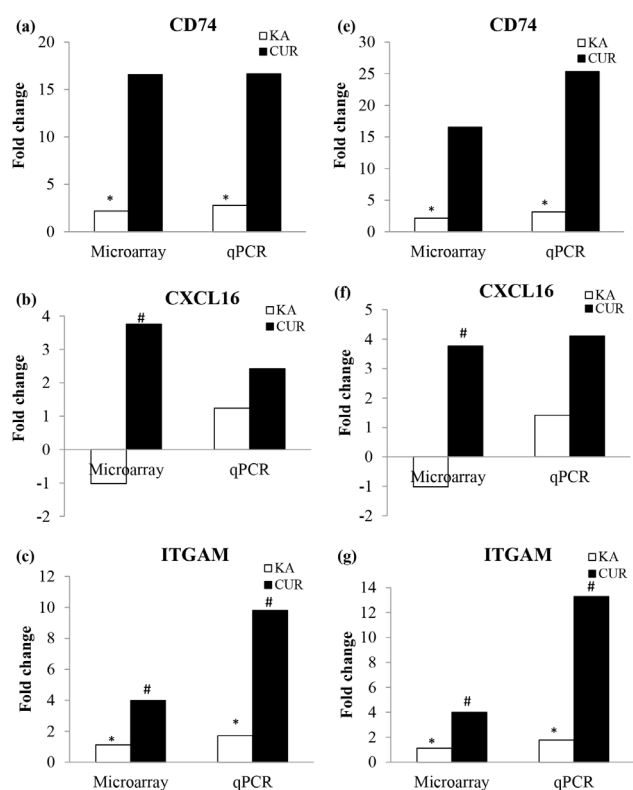 (a) CD74
KA
CUR
Fold change
20
15
10
5
0
*
*
Microarray qPCR
(e) CD74
KA
CUR
Fold change
30
25
20
15
10
5
0
*
*
Microarray qPCR
(b) CXCL16
KA
CUR
Fold change
4
3
2
1
0
-1
-2
#
Microarray qPCR
(f) CXCL16
KA
CUR
Fold change
5
4
3
2
1
0
-1
-2
#
Microarray qPCR
(c) ITGAM
KA
CUR
Fold change
12
10
8
6
4
2
0
*
#
*
#
Microarray qPCR
(g) ITGAM
KA
CUR
Fold change
14
12
10
8
6
4
2
0
*
#
*
#
Microarray qPCR